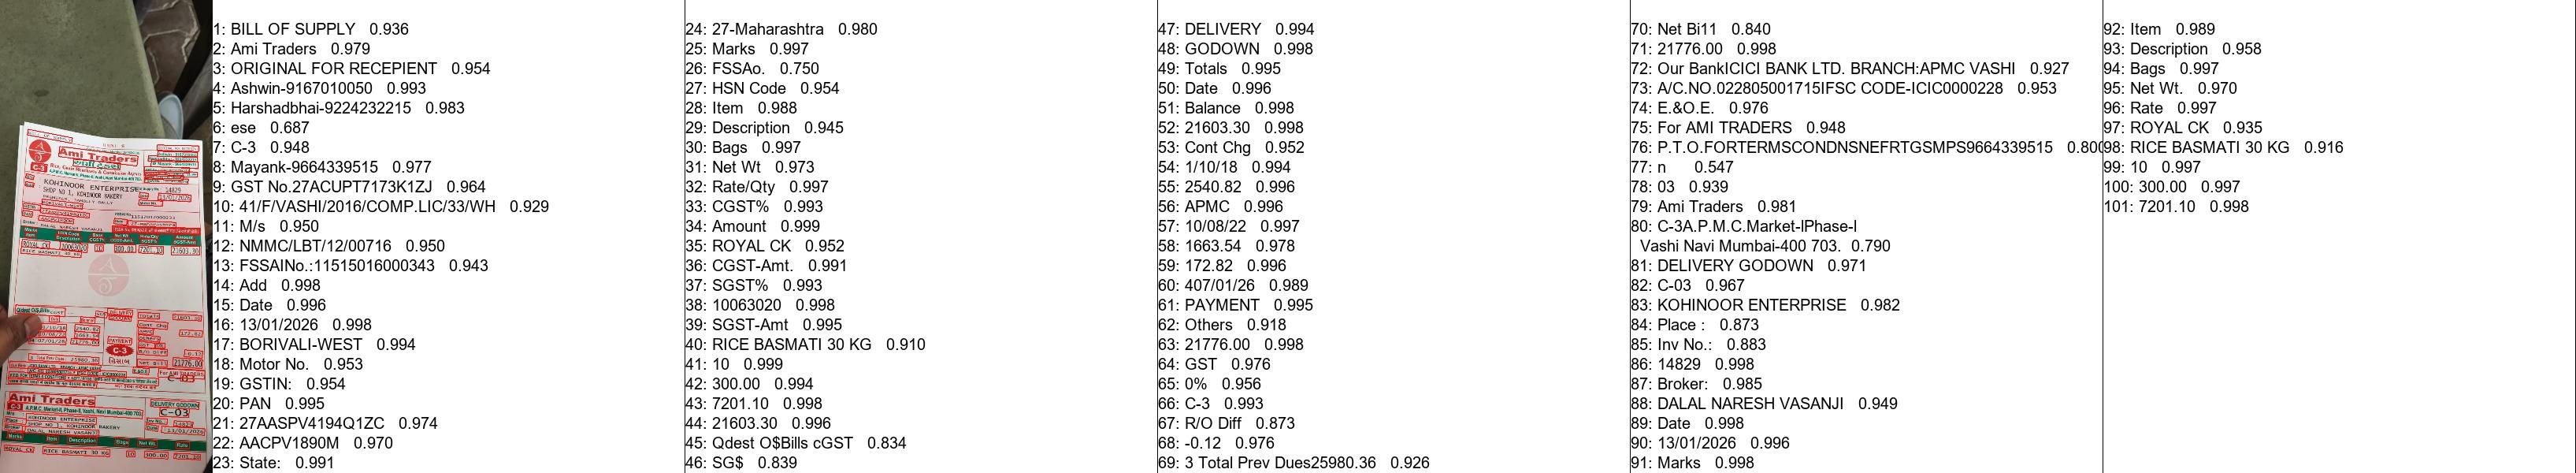 1: BILL OF SUPPLY 0.936
2: Ami Traders 0.979
3: ORIGINAL FOR RECEPIENT 0.954
4: Ashwin-9167010050 0.993
5: Harshadbhai-9224232215 0.983
6: ese 0.687
7: C-3 0.948
8: Mayank-9664339515 0.977
9: GST No.27ACUPT7173K1ZJ 0.964
10: 41/F/VASHI/2016/COMP.LIC/33/WH 0.929
11: M/s 0.950
12: NMMC/LBT/12/00716 0.950
13: FSSAINo.:11515016000343 0.943
14: Add 0.998
15: Date 0.996
16: 13/01/2026 0.998
17: BORIVALI-WEST 0.994
18: Motor No. 0.953
19: GSTIN: 0.954
20: PAN 0.995
21: 27AASPV4194Q1ZC 0.974
22: AACPV1890M 0.970
23: State: 0.991
24: 27-Maharashtra 0.980
25: Marks 0.997
26: FSSAo. 0.750
27: HSN Code 0.954
28: Item 0.988
29: Description 0.945
30: Bags 0.997
31: Net Wt 0.973
32: Rate/Qty 0.997
33: CGST% 0.993
34: Amount 0.999
35: ROYAL CK 0.952
36: CGST-Amt. 0.991
37: SGST% 0.993
38: 10063020 0.998
39: SGST-Amt 0.995
40: RICE BASMATI 30 KG 0.910
41: 10 0.999
42: 300.00 0.994
43: 7201.10 0.998
44: 21603.30 0.996
45: Qdest O$Bills cGST 0.834
46: SG$ 0.839
47: DELIVERY 0.994
48: GODOWN 0.998
49: Totals 0.995
50: Date 0.996
51: Balance 0.998
52: 21603.30 0.998
53: Cont Chg 0.952
54: 1/10/18 0.994
55: 2540.82 0.996
56: APMC 0.996
57: 10/08/22 0.997
58: 1663.54 0.978
59: 172.82 0.996
60: 407/01/26 0.989
61: PAYMENT 0.995
62: Others 0.918
63: 21776.00 0.998
64: GST 0.976
65: 0% 0.956
66: C-3 0.993
67: R/O Diff 0.873
68: -0.12 0.976
69: 3 Total Prev Dues25980.36 0.926
70: Net Bi11 0.840
71: 21776.00 0.998
72: Our BankICICI BANK LTD. BRANCH:APMC VASHI 0.927
73: A/C.NO.022805001715IFSC CODE-ICIC0000228 0.953
74: E.&O.E. 0.976
75: For AMI TRADERS 0.948
76: P.T.O.FORTERMSCONDNSNEFRTGSMPS9664339515 0.800
77: n 0.547
78: 03 0.939
79: Ami Traders 0.981
80: C-3A.P.M.C.Market-lPhase-l
Vashi Navi Mumbai-400 703. 0.790
81: DELIVERY GODOWN 0.971
82: C-03 0.967
83: KOHINOOR ENTERPRISE 0.982
84: Place : 0.873
85: Inv No.: 0.883
86: 14829 0.998
87: Broker: 0.985
88: DALAL NARESH VASANJI 0.949
89: Date 0.998
90: 13/01/2026 0.996
91: Marks 0.998
92: Item 0.989
93: Description 0.958
94: Bags 0.997
95: Net Wt. 0.970
96: Rate 0.997
97: ROYAL CK 0.935
98: RICE BASMATI 30 KG 0.916
99: 10 0.997
100: 300.00 0.997
101: 7201.10 0.998